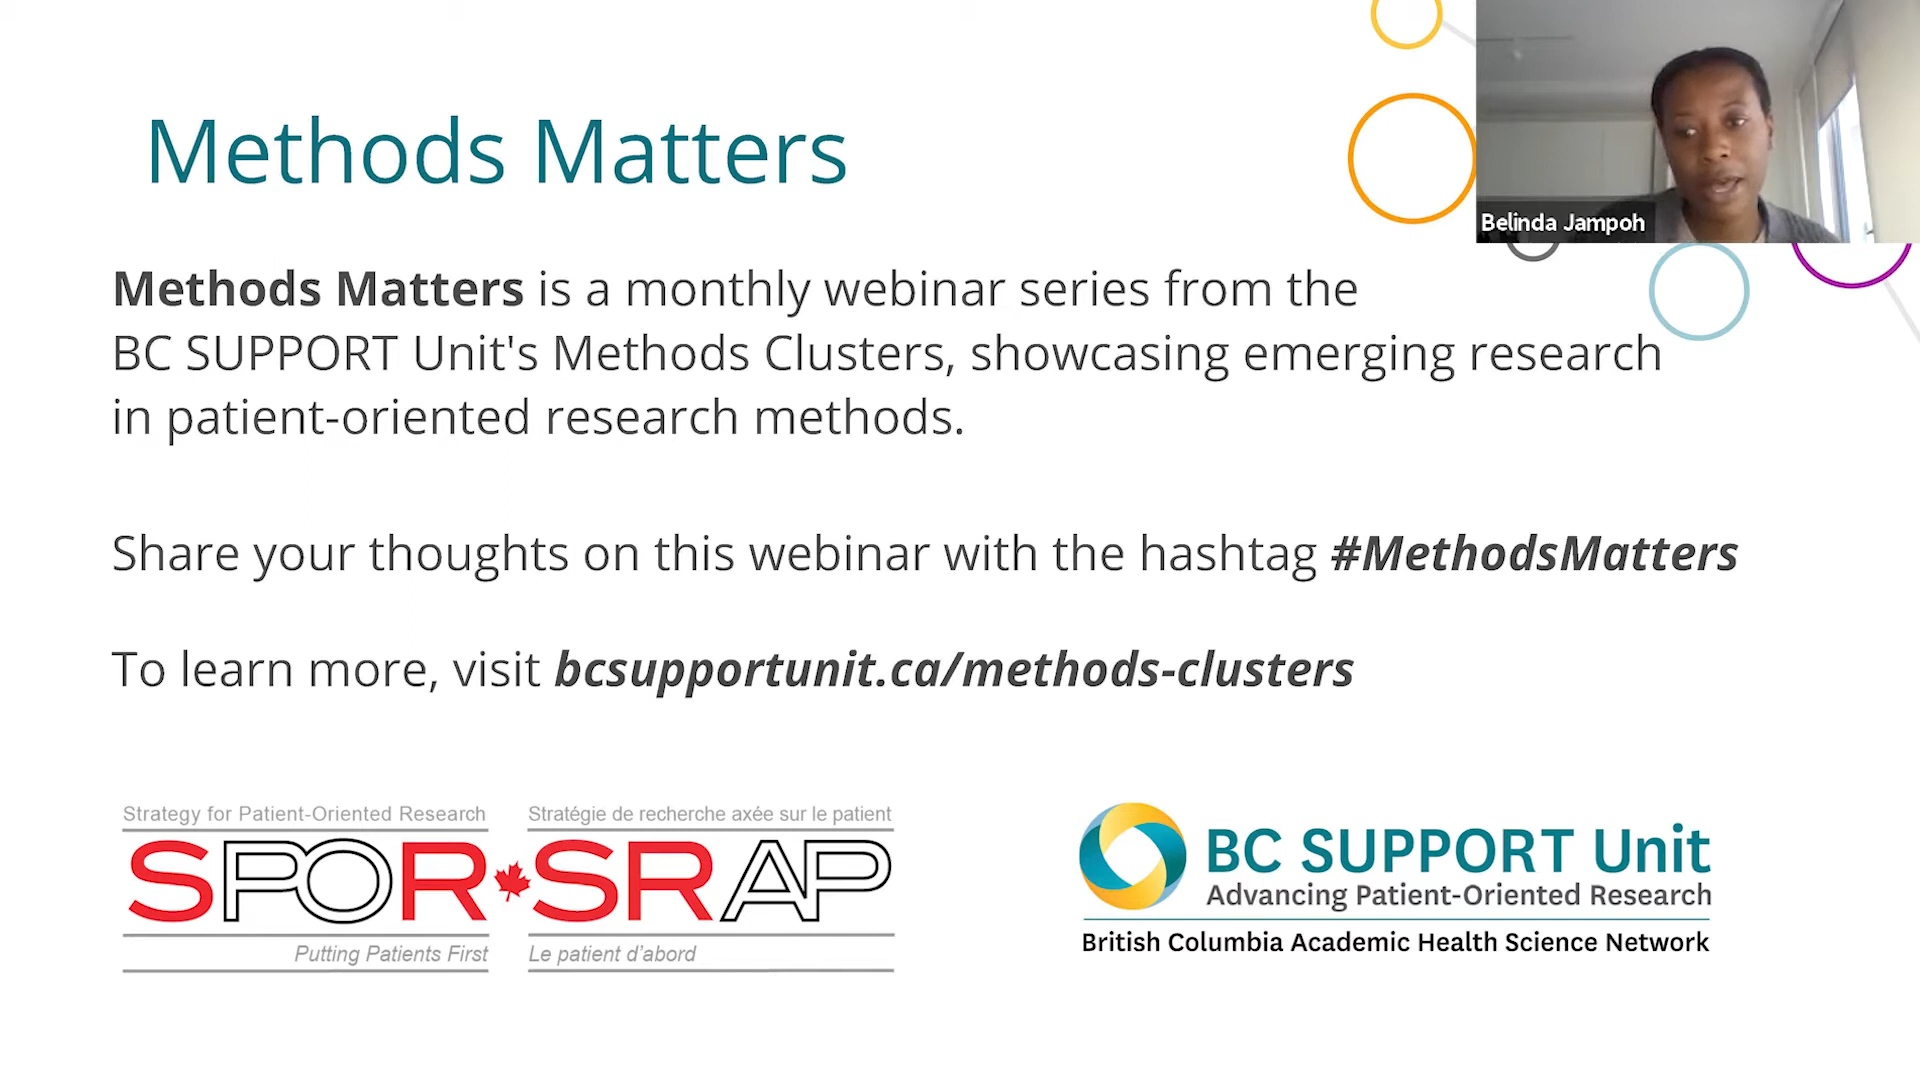 Methods Matters
Belinda Jampoh
Methods Matters is a monthly webinar series from the
BC SUPPORT Unit's Methods Clusters, showcasing emerging research
in patient-oriented research methods.
Share your thoughts on this webinar with the hashtag #MethodsMatters
To learn more, visit bcsupportunit.ca/methods-clusters
Strategy for Patient-Oriented Research
SPOR
Putting Patients First
Stratégie de recherche axée sur le patient
SRAP
Le patient d’abord
BC SUPPORT Unit
Advancing Patient-Oriented Research
British Columbia Academic Health Science Network